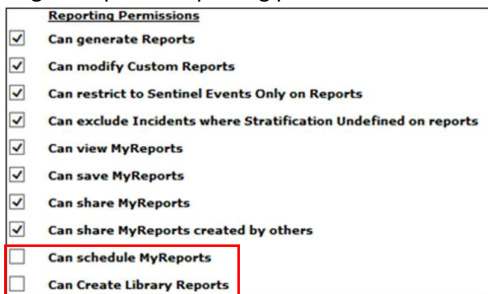 Reporting Permissions
Can generate Reports
Can modify Custom Reports
Can restrict to Sentinel Events Only on Reports
Can exclude Incidents where Stratification Undefined on reports
Can view MyReports
Can save MyReports
Can share MyReports
Can share MyReports created by others
Can schedule MyReports
Can Create Library Reports